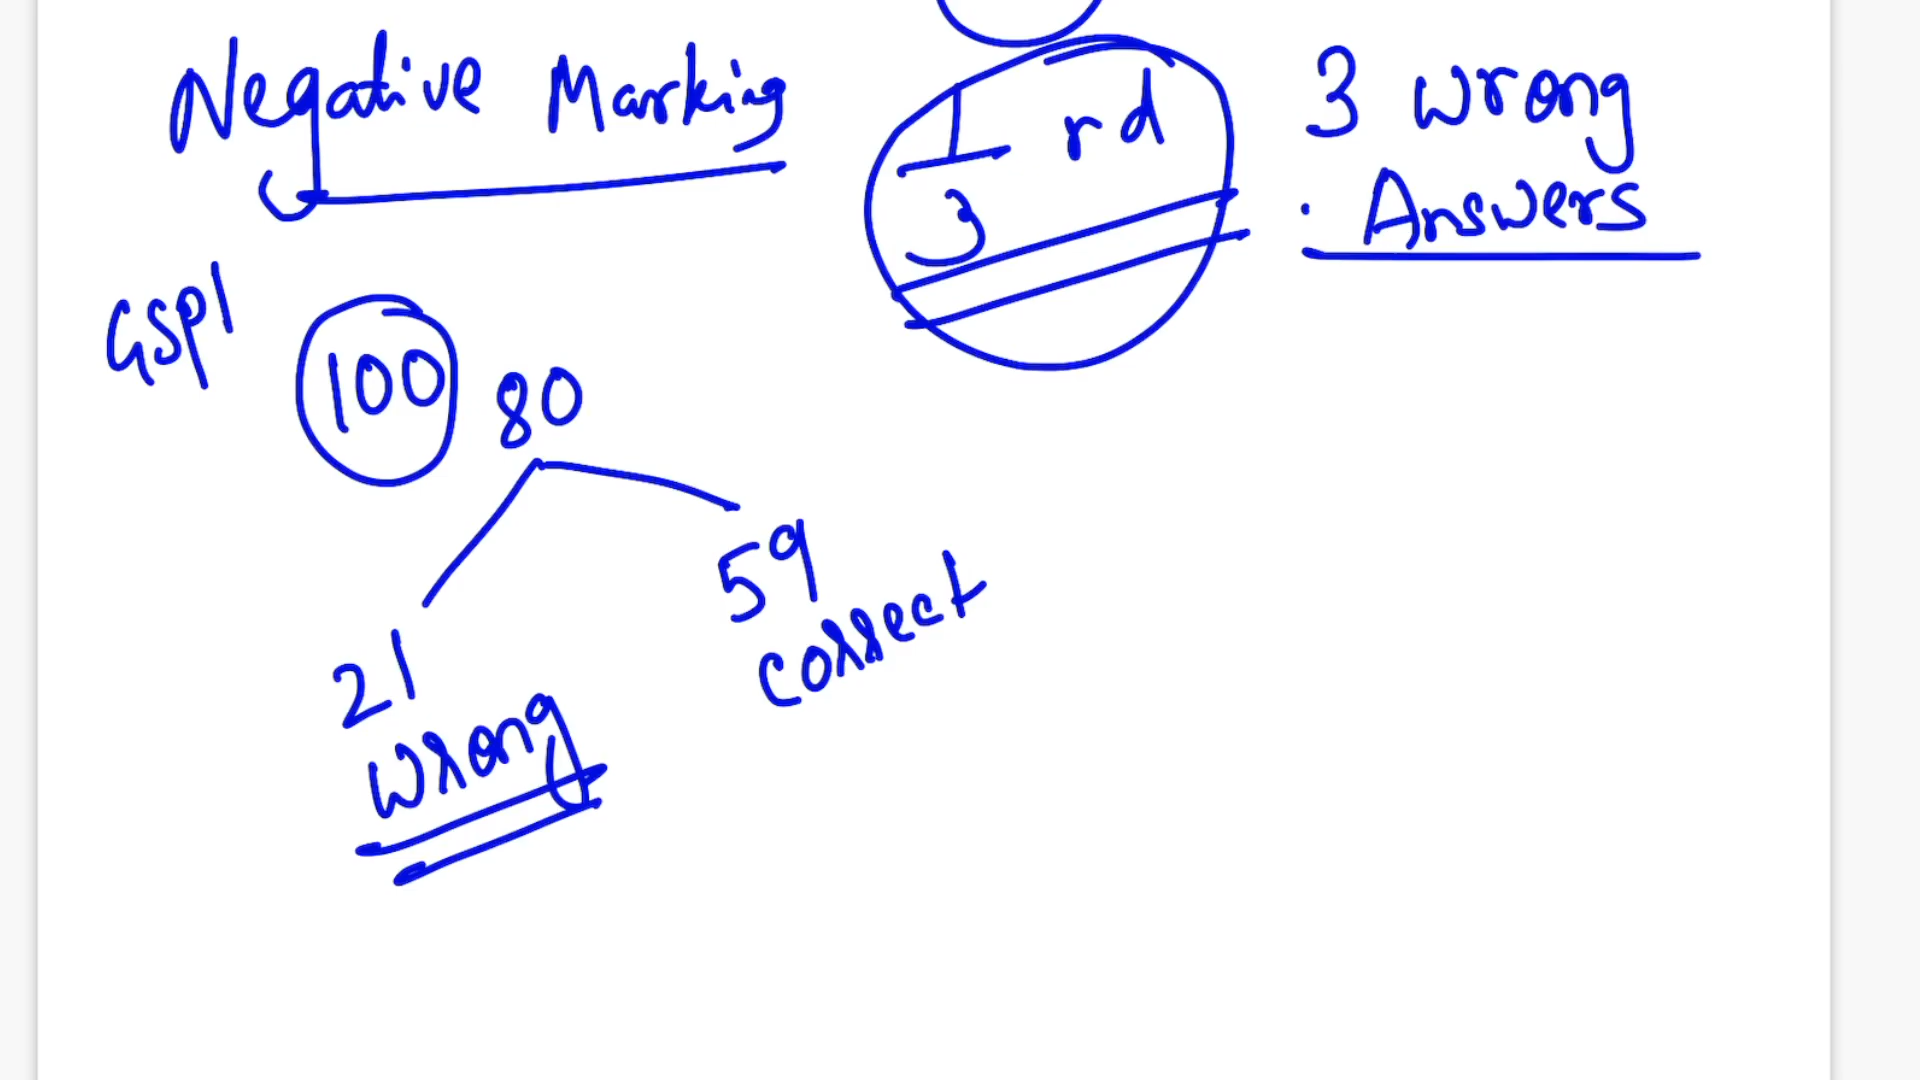 Negative Marking
1/3 rd
3 wrong
Answers
GSP1
100 80
59
correct
21
wrong